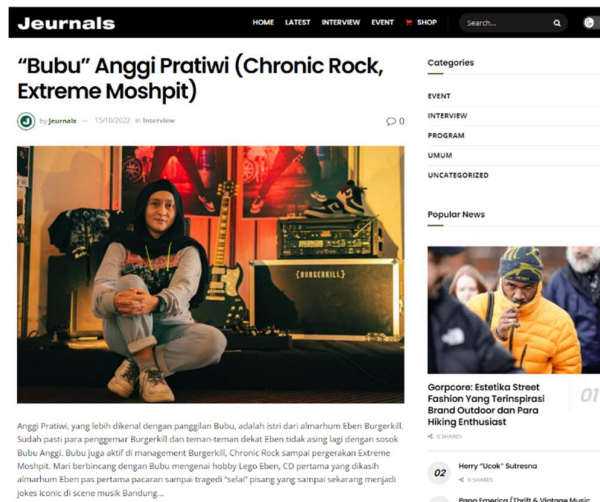 Jeurnals
HOME LATEST INTERVIEW EVENT SHOP Search...
“Bubu” Anggi Pratiwi (Chronic Rock,
Extreme Moshpit)
by Jeurnals — 15/10/2022 in Interview 0
{BURGERKILL}
Anggi Pratiwi, yang lebih dikenal dengan panggilan Bubu, adalah istri dari almarhum Eben Burgerkill.
Sudah pasti para penggemar Burgerkill dan teman-teman dekat Eben tidak asing lagi dengan sosok
Bubu Anggi. Bubu juga aktif di management Burgerkill, Chronic Rock sampai pergerakan Extreme
Moshpit. Mari berbincang dengan Bubu mengenai hobby Lego Eben, CD pertama yang dikasih
almarhum Eben pas pertama pacaran sampai tragedi “selai” pisang yang sampai sekarang menjadi
jokes iconic di scene musik Bandung...
Categories
EVENT
INTERVIEW
PROGRAM
UMUM
UNCATEGORIZED
Popular News
Gorpcore: Estetika Street
Fashion Yang Terinspirasi
Brand Outdoor dan Para
Hiking Enthusiast
01
0 SHARES
02
Herry “Ucok” Sutresna
0 SHARES
Papa Emerica (Thrift & Vintage Music